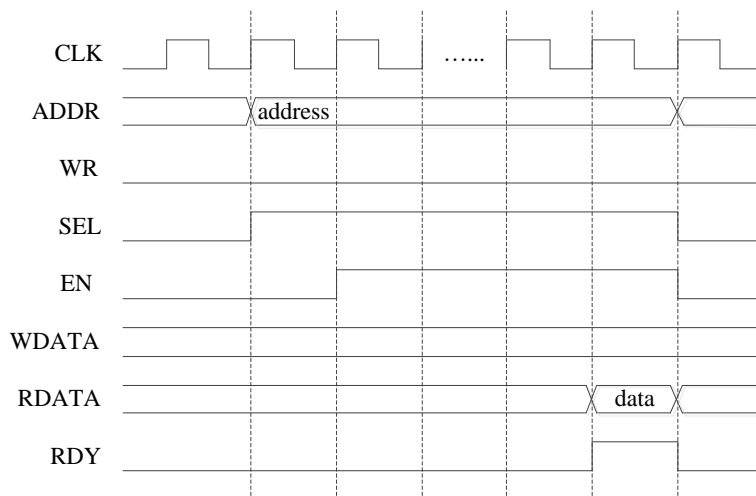 CLK …...
ADDR address
WR
SEL
EN
WDATA
RDATA data
RDY